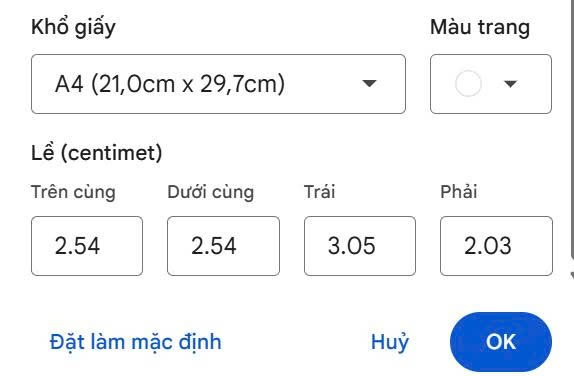 Khổ giấy Màu trang
A4 (21,0cm x 29,7cm)
Lề (centimet)
Trên cùng Dưới cùng Trái Phải
2.54 2.54 3.05 2.03
Đặt làm mặc định Huỷ OK